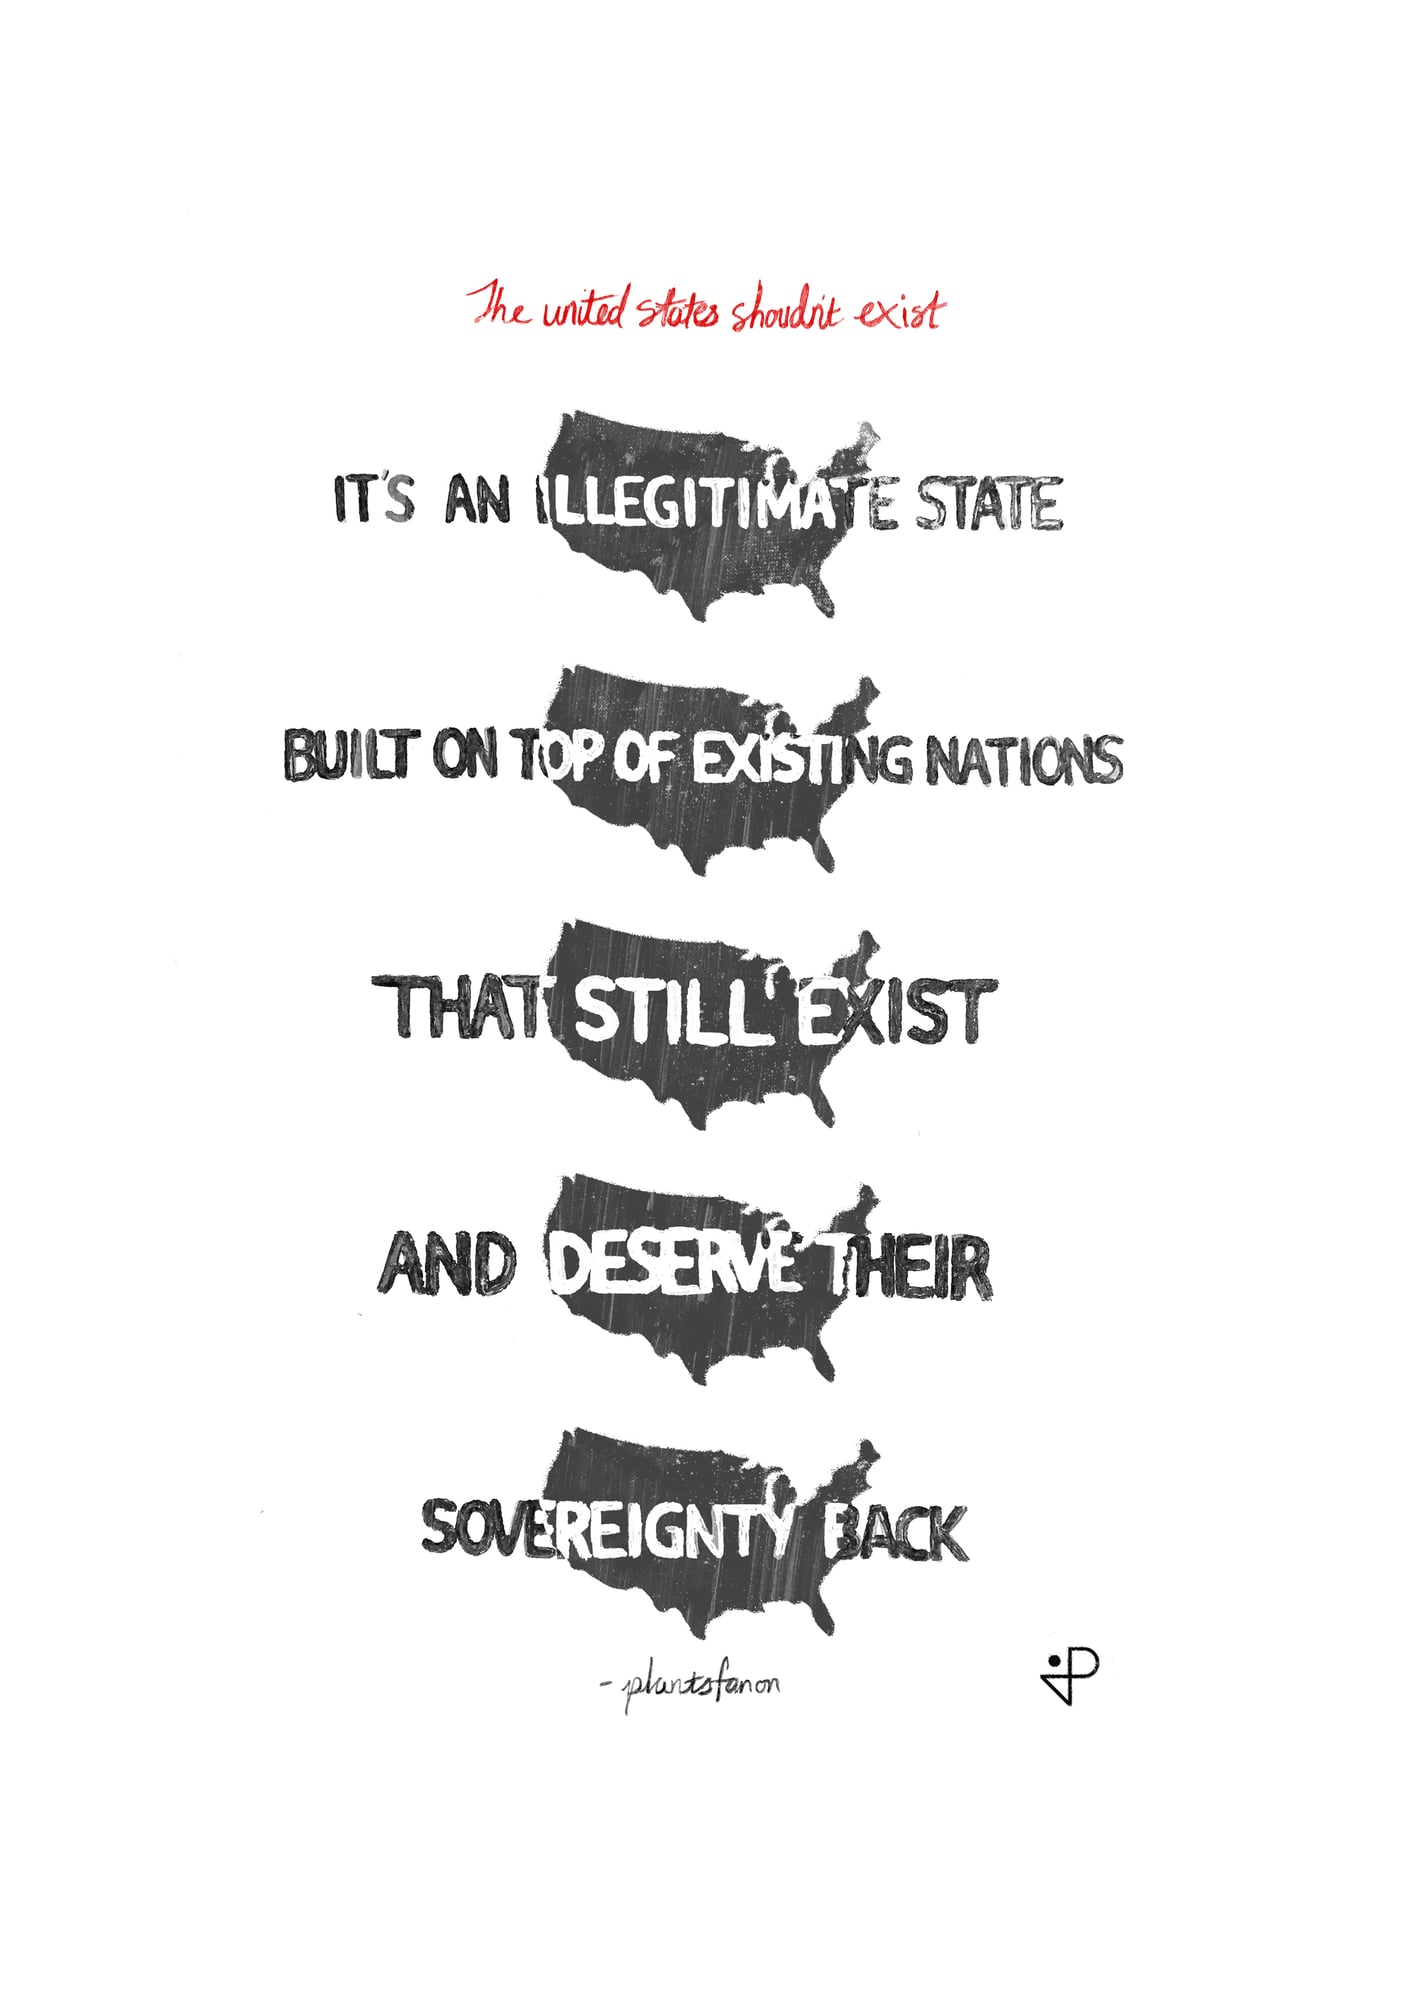 The united states shoudn't exist
IT'S AN ILLEGITIMATE STATE
BUILT ON TOP OF EXISTING NATIONS
THAT STILL EXIST
AND DESERVE THEIR
SOVEREIGNTY BACK
- plantsfanon